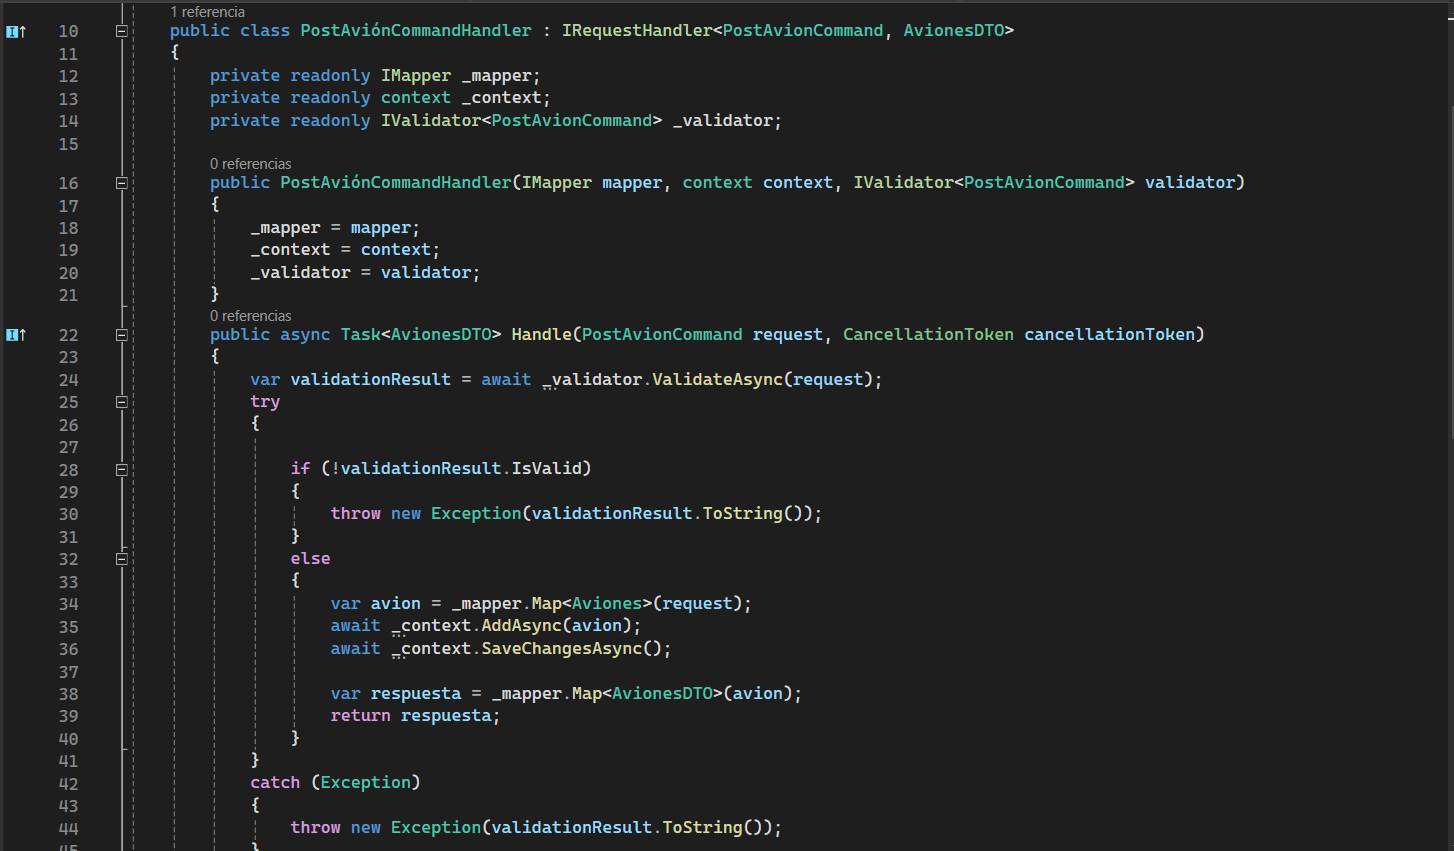 1 referencia
10 public class PostAviónCommandHandler : IRequestHandler<PostAvionCommand, AvionesDTO>
11 {
12 private readonly IMapper _mapper;
13 private readonly context _context;
14 private readonly IValidator<PostAvionCommand> _validator;
15
0 referencias
16 public PostAviónCommandHandler(IMapper mapper, context context, IValidator<PostAvionCommand> validator)
17 {
18 _mapper = mapper;
19 _context = context;
20 _validator = validator;
21 }
0 referencias
22 public async Task<AvionesDTO> Handle(PostAvionCommand request, CancellationToken cancellationToken)
23 {
24 var validationResult = await _validator.ValidateAsync(request);
25 try
26 {
27
28 if (!validationResult.IsValid)
29 {
30 throw new Exception(validationResult.ToString());
31 }
32 else
33 {
34 var avion = _mapper.Map<Aviones>(request);
35 await _context.AddAsync(avion);
36 await _context.SaveChangesAsync();
37
38 var respuesta = _mapper.Map<AvionesDTO>(avion);
39 return respuesta;
40 }
41 }
42 catch (Exception)
43 {
44 throw new Exception(validationResult.ToString());
45 }